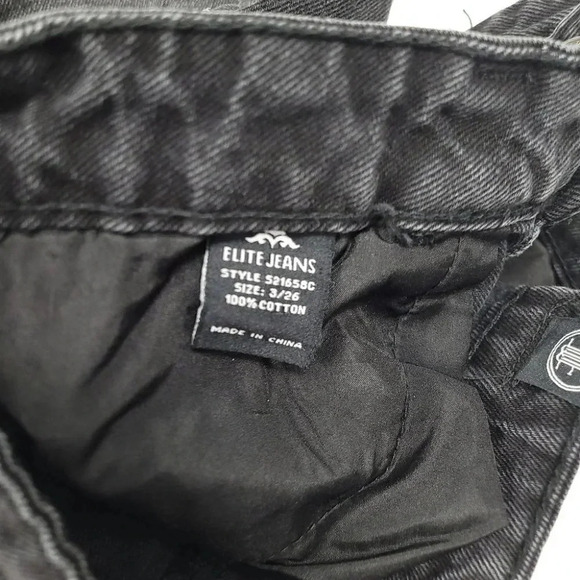 ELITE JEANS
STYLE S21658C
SIZE: 3/26
100% COTTON
MADE IN CHINA